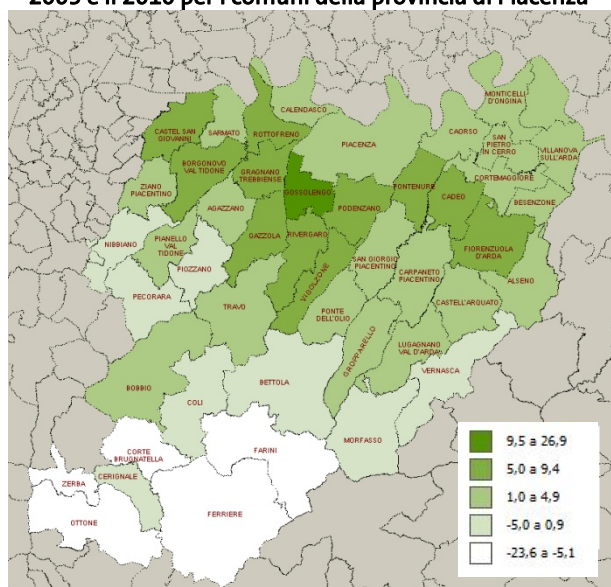 2005 e il 2010 per i comuni della provincia di Piacenza
MONTICELLI
D'ONGINA
CALENDASCO
CASTEL SAN
GIOVANNI
SARMATO
ROTTOFRENO
CAORSO
SAN
PIETRO
IN CERRO
VILLANOVA
SULL'ARDA
PIACENZA
BORGONOVO
VAL TIDONE
GRAGNANO
TREBBIENSE
CORTEMAGGIORE
ZIANO
PIACENTINO
GOSSOLENGO
PONTENURE
CADEO
BESENZONE
AGAZZANO
PODENZANO
NIBBIANO
PIANELLO
VAL
TIDONE
GAZZOLA
RIVERGARO
FIORENZUOLA
D'ARDA
PIOZZANO
SAN GIORGIO
PIACENTINO
CARPANETO
PIACENTINO
VIGOLZONE
ALSENO
PECORARA
TRAVO
CASTELL'ARQUATO
PONTE
DELL'OLIO
GROPPARELLO
LUGAGNANO
VAL D'ARDA
VERNASCA
BOBBIO
BETTOLA
COLI
MORFASSO
CORTE
BRUGNATELLA
FARINI
ZERBA
CERIGNALE
FERRIERE
OTTONE
9,5 a 26,9
5,0 a 9,4
1,0 a 4,9
-5,0 a 0,9
-23,6 a -5,1